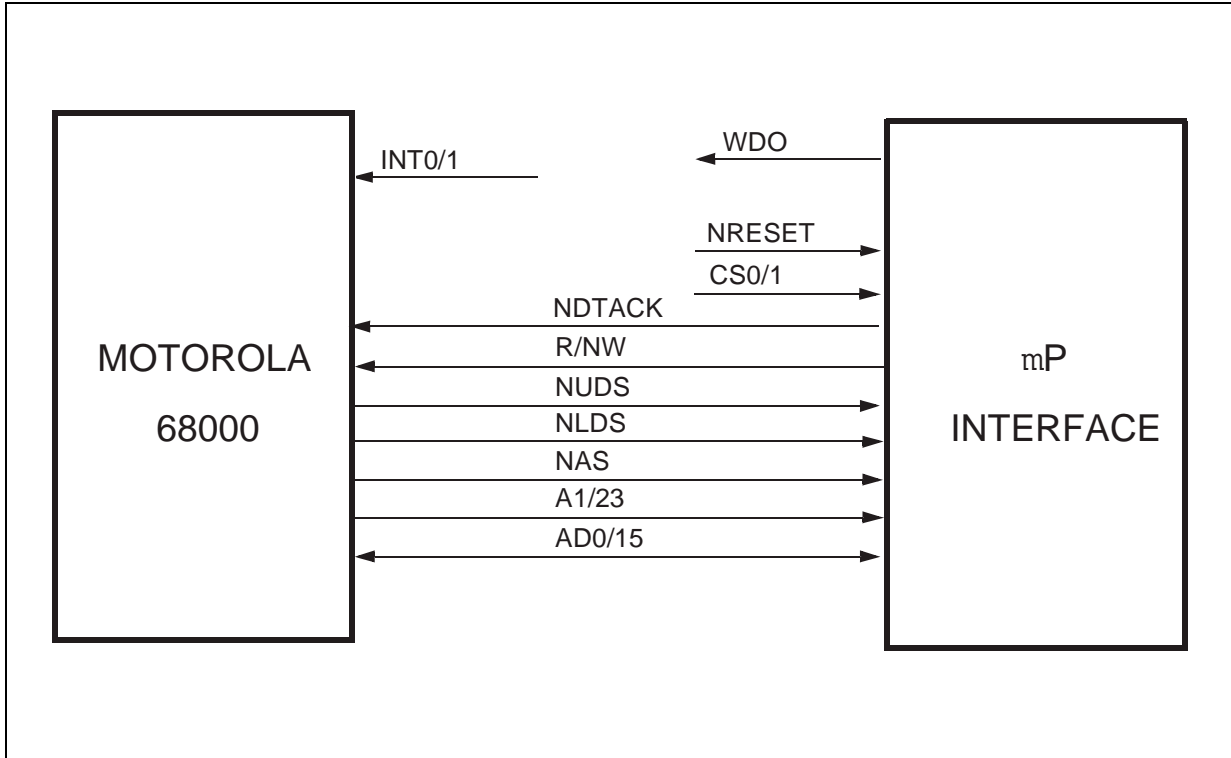 WDO
INT0/1
NRESET
CS0/1
NDTACK
R/NW
NUDS
NLDS
NAS
A1/23
AD0/15
MOTOROLA
68000
mP
INTERFACE